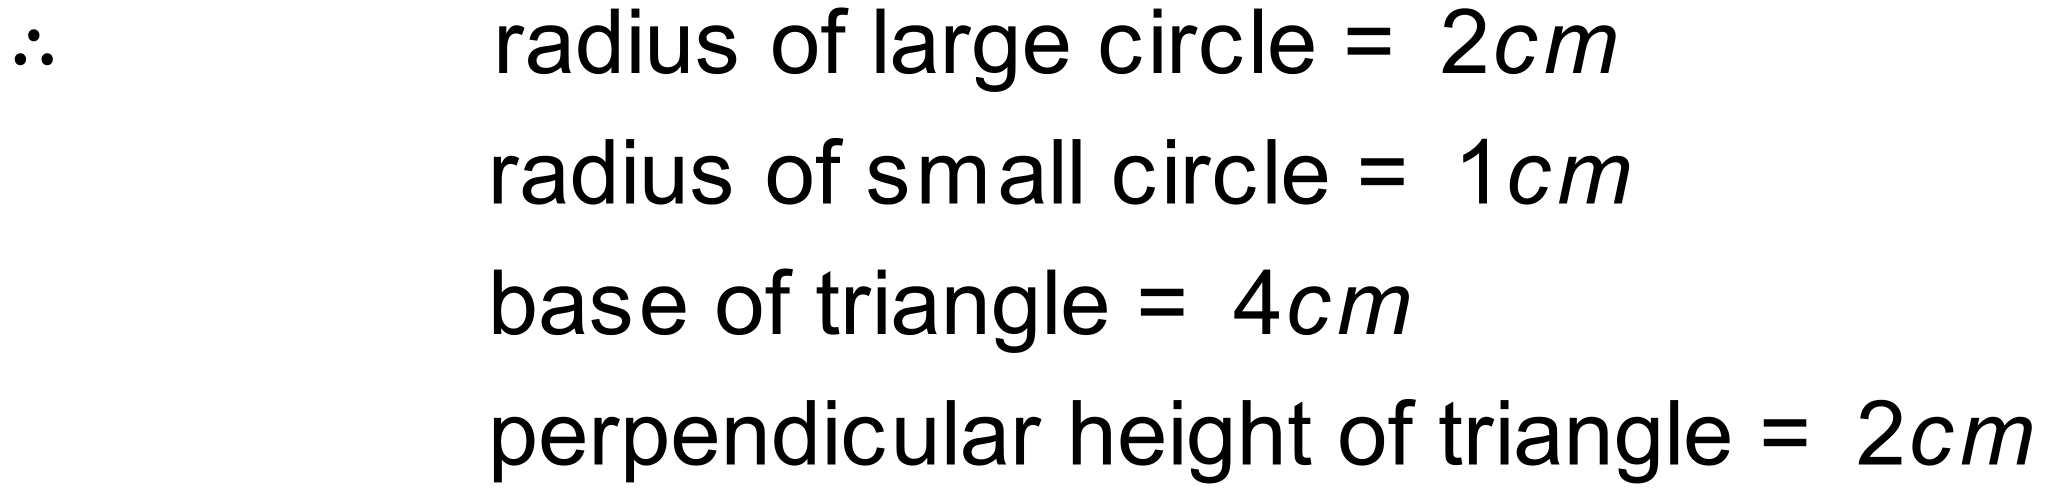 ∴ radius of large circle = 2cm
radius of small circle = 1cm
base of triangle = 4cm
perpendicular height of triangle = 2cm